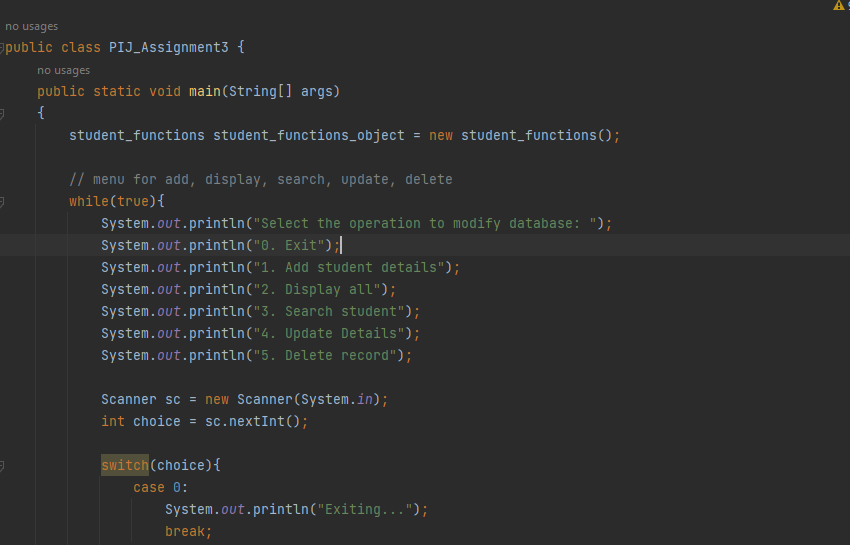 no usages
public class PIJ_Assignment3 {
no usages
public static void main(String[] args)
{
student_functions student_functions_object = new student_functions();
// menu for add, display, search, update, delete
while(true){
System.out.println("Select the operation to modify database: ");
System.out.println("0. Exit");
System.out.println("1. Add student details");
System.out.println("2. Display all");
System.out.println("3. Search student");
System.out.println("4. Update Details");
System.out.println("5. Delete record");
Scanner sc = new Scanner(System.in);
int choice = sc.nextInt();
switch(choice){
case 0:
System.out.println("Exiting...");
break;